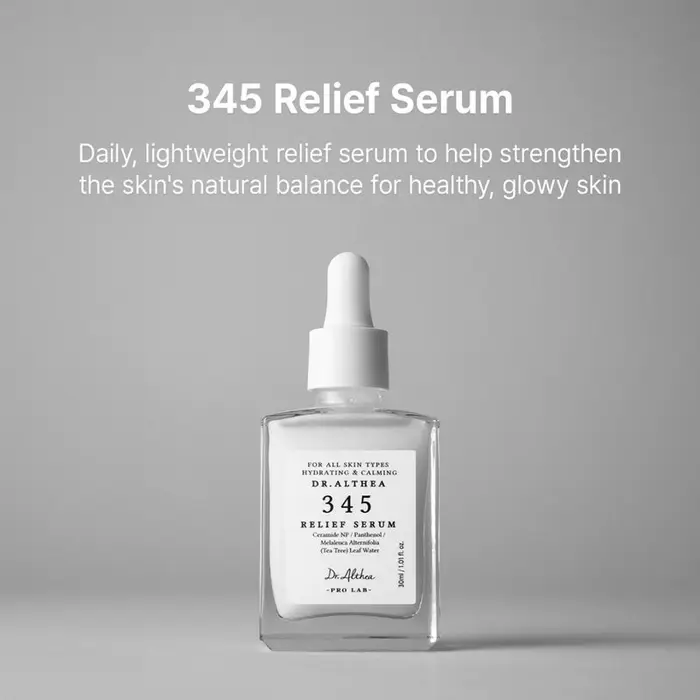 345 Relief Serum
Daily, lightweight relief serum to help strengthen
the skin's natural balance for healthy, glowy skin
FOR ALL SKIN TYPES
HYDRATING & CALMING
DR.ALTHEA
345
RELIEF SERUM
Ceramide NP / Panthenol /
Melaleuca Alternifolia
(Tea Tree) Leaf Water
30ml / 1.01 fl. oz.
Dr. Althea
-PRO LAB-